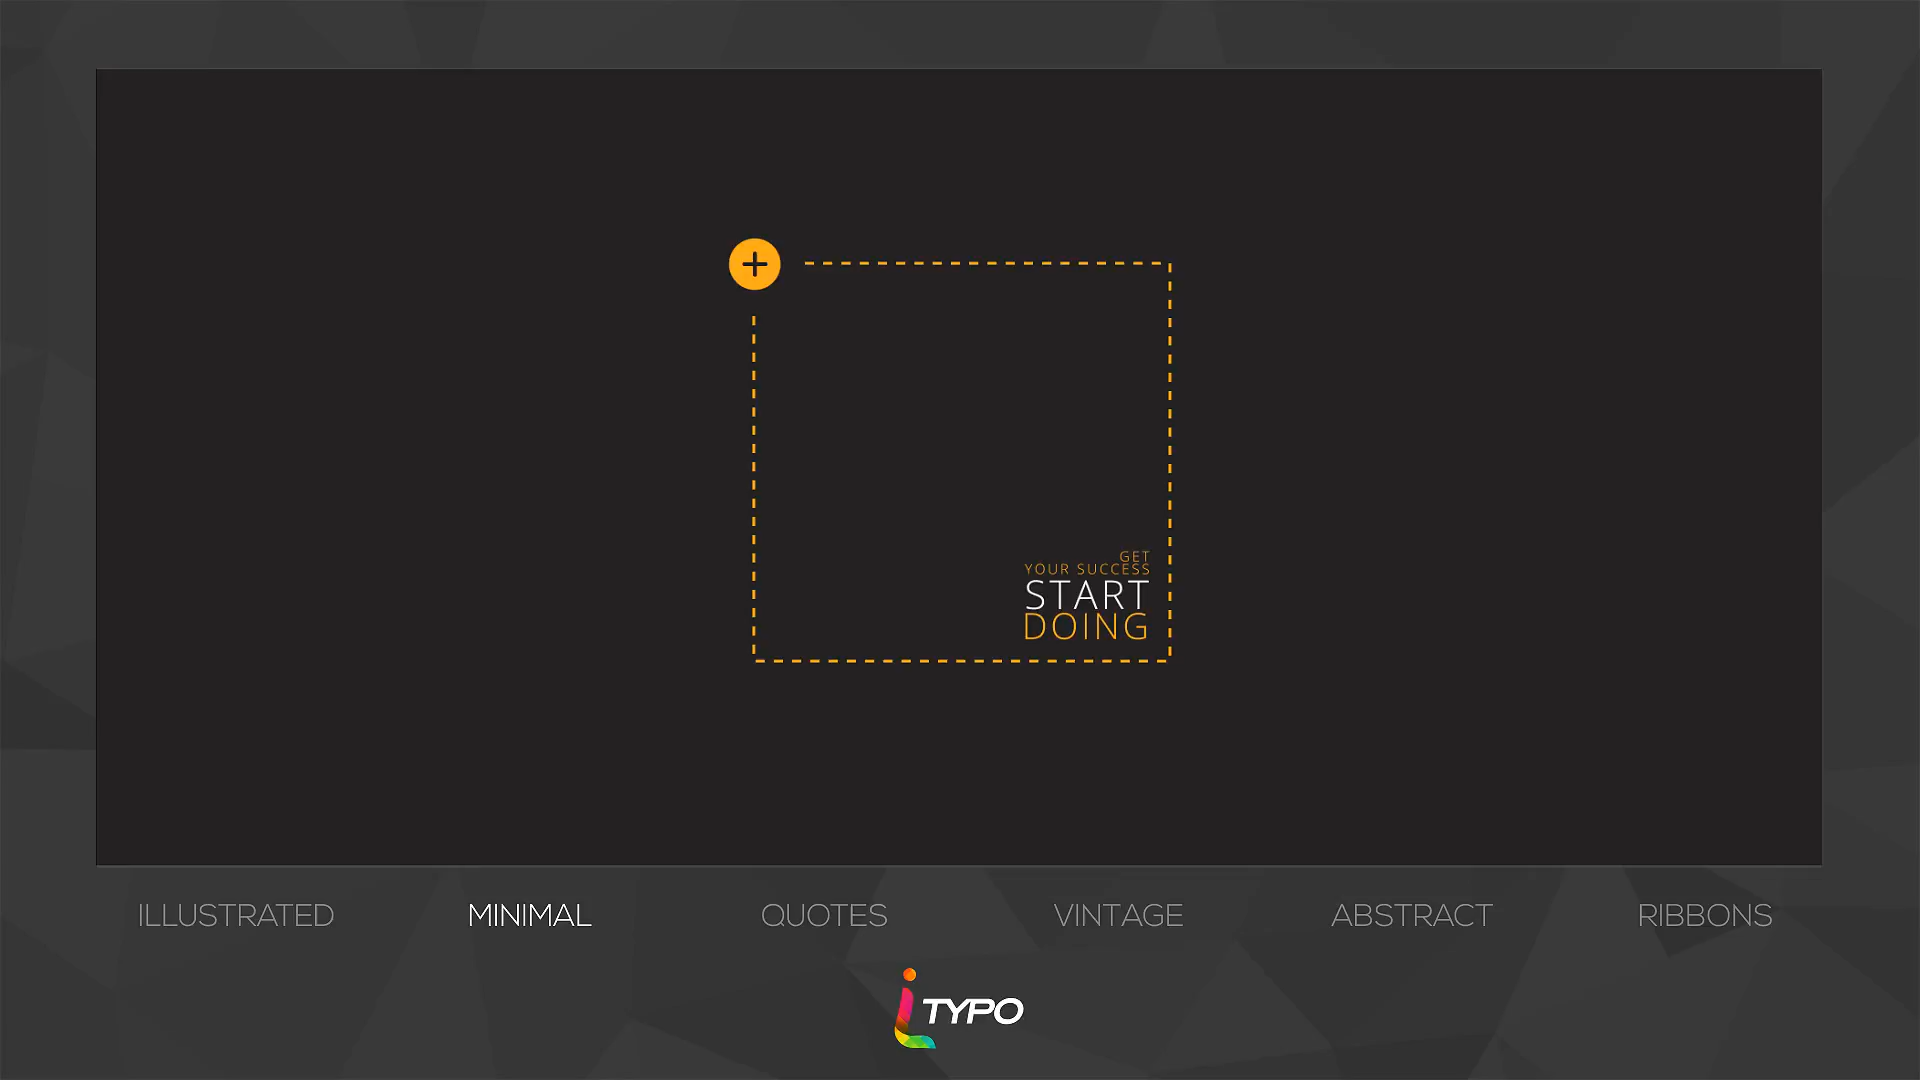 GET
YOUR SUCCESS
START
DOING
ILLUSTRATED
MINIMAL
QUOTES
VINTAGE
ABSTRACT
RIBBONS
i TYPO